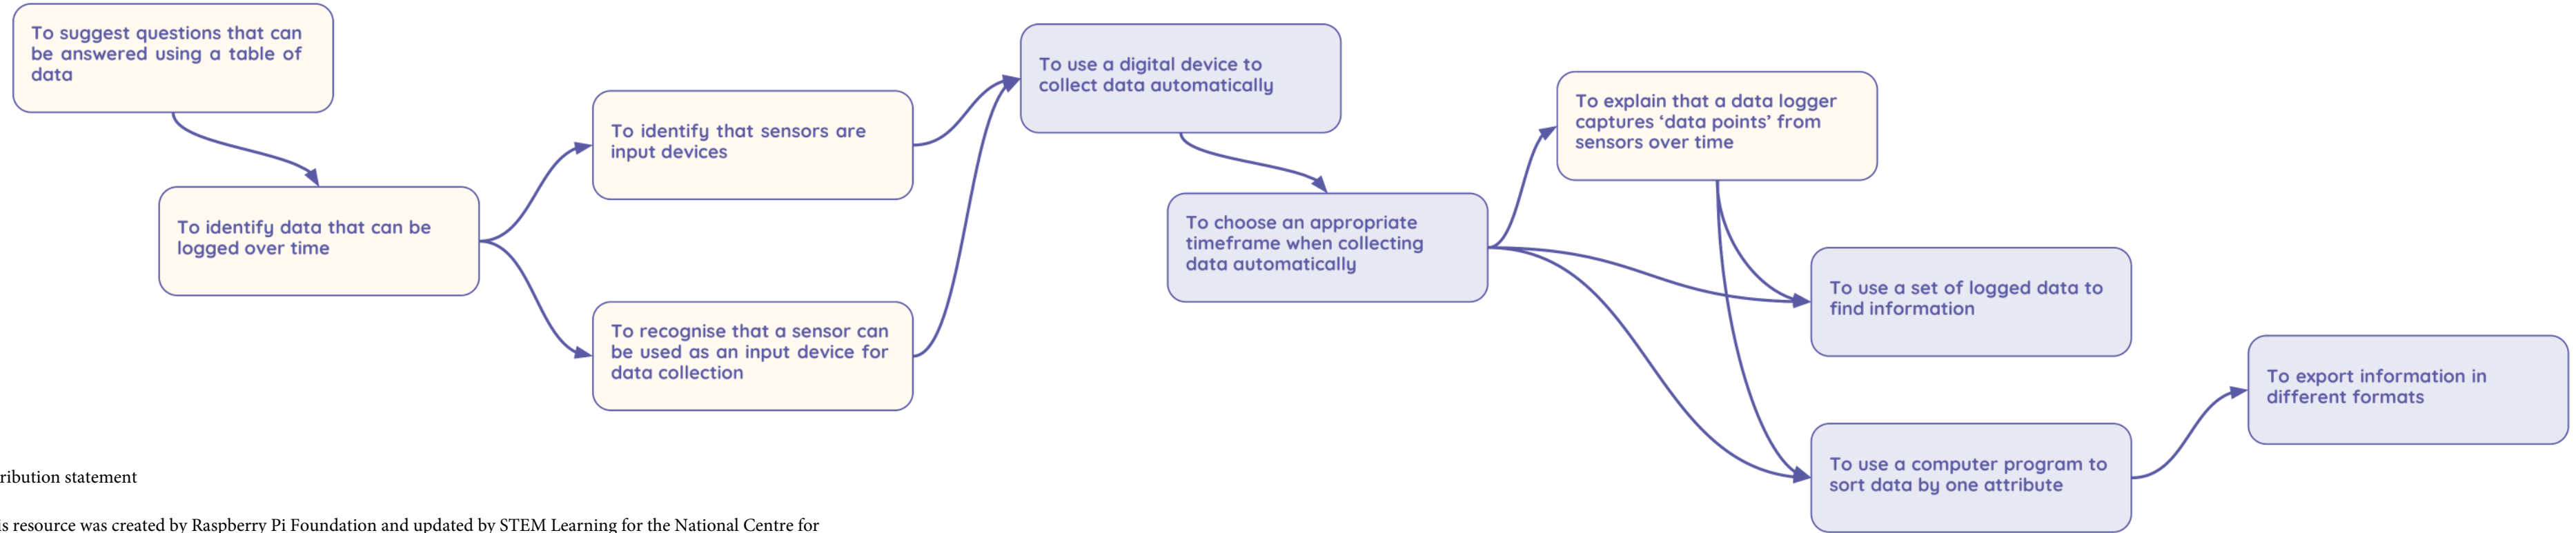 To suggest questions that can
be answered using a table of
data
To identify data that can be
logged over time
To identify that sensors are
input devices
To recognise that a sensor can
be used as an input device for
data collection
To use a digital device to
collect data automatically
To choose an appropriate
timeframe when collecting
data automatically
To explain that a data logger
captures ‘data points’ from
sensors over time
To use a set of logged data to
find information
To use a computer program to
sort data by one attribute
To export information in
different formats
ribution statement
is resource was created by Raspberry Pi Foundation and updated by STEM Learning for the National Centre for